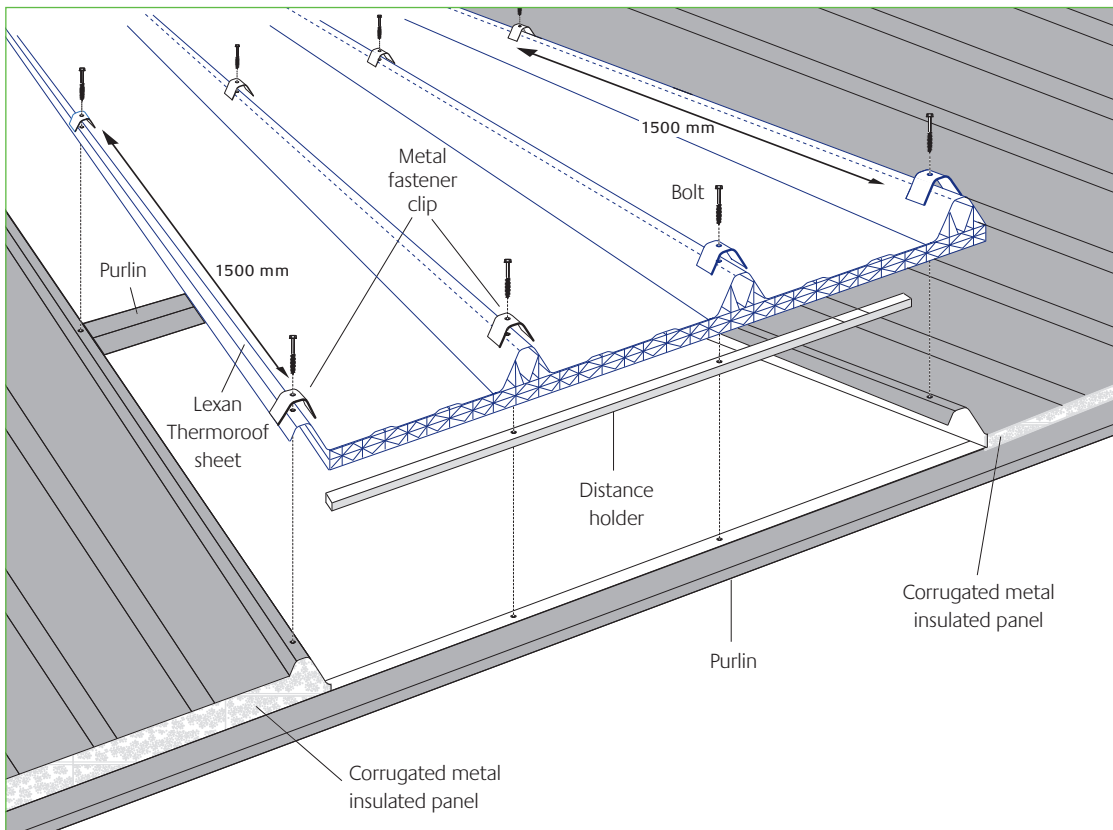 1500 mm
Metal
fastener
clip
Bolt
Purlin
1500 mm
Lexan
Thermoroof
sheet
Distance
holder
Corrugated metal
insulated panel
Purlin
Corrugated metal
insulated panel